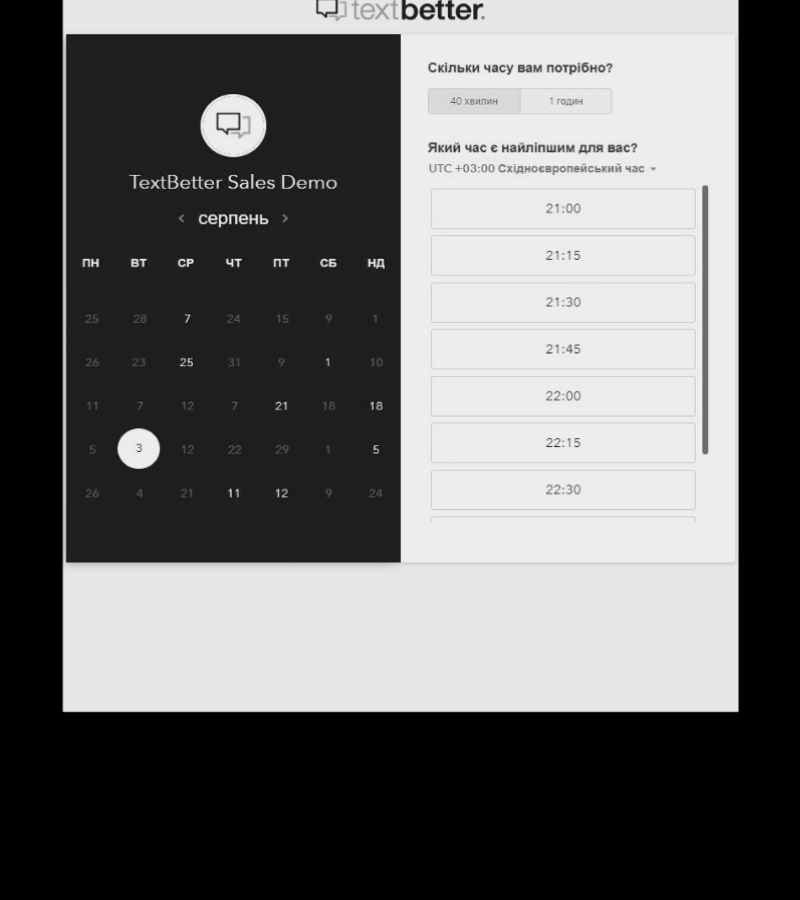 textbetter.
TextBetter Sales Demo
< серпень >
ПН ВТ СР ЧТ ПТ СБ НД
25 28 7 24 15 9 1
26 23 25 31 9 1 10
11 7 12 7 21 18 18
5 3 12 22 29 1 5
26 4 21 11 12 9 24
Скільки часу вам потрібно?
40 хвилин 1 годин
Який час є найліпшим для вас?
UTC +03:00 Східноєвропейський час
21:00
21:15
21:30
21:45
22:00
22:15
22:30